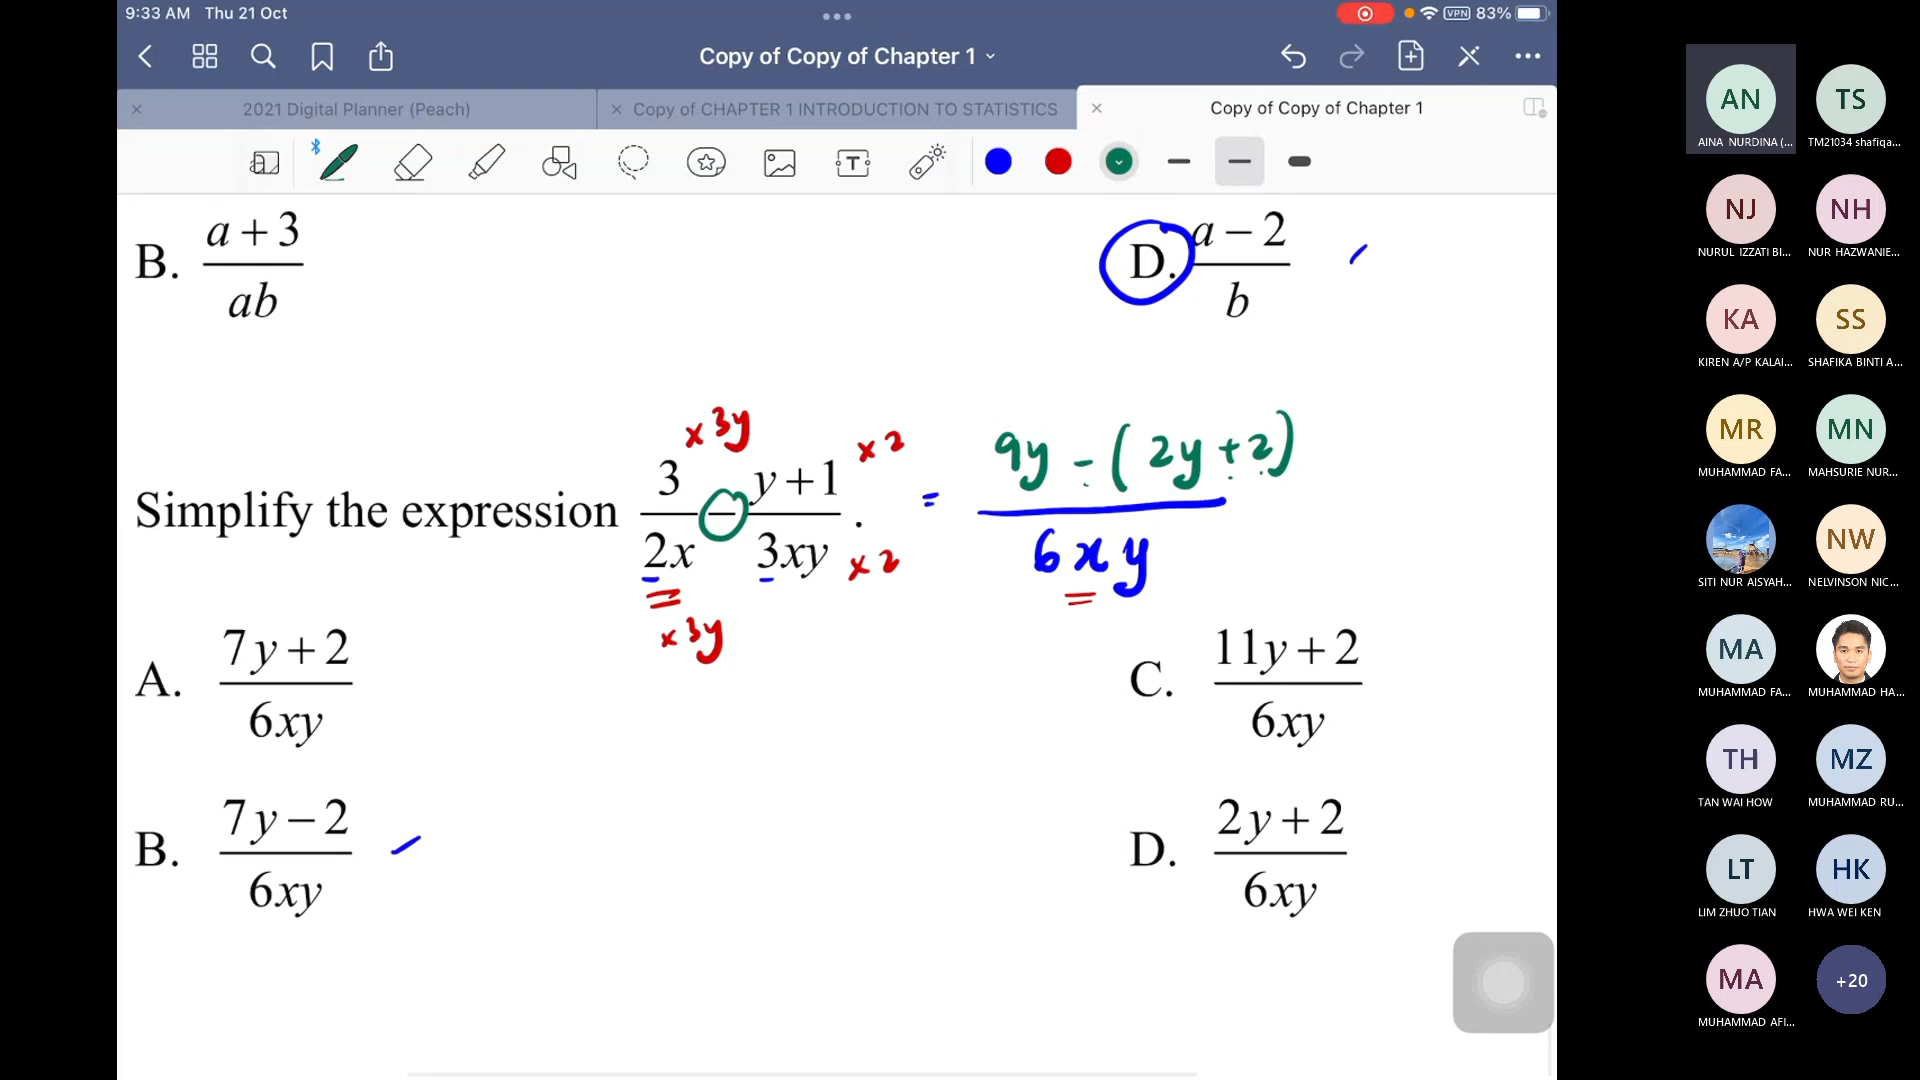 9:33 AM Thu 21 Oct
VPN 83%
Copy of Copy of Chapter 1
2021 Digital Planner (Peach)
Copy of CHAPTER 1 INTRODUCTION TO STATISTICS
Copy of Copy of Chapter 1
B. a + 3 / ab
D. a − 2 / b
×3y ×2
Simplify the expression 3/2x − y+1/3xy . = 9y − (2y + 2) / 6xy
×3y ×2
A. 7y + 2 / 6xy
C. 11y + 2 / 6xy
B. 7y − 2 / 6xy
D. 2y + 2 / 6xy
AN TS
AINA NURDINA (... TM21034 shafiqa...
NJ NH
NURUL IZZATI BI... NUR HAZWANIE...
KA SS
KIREN A/P KALAI... SHAFIKA BINTI A...
MR MN
MUHAMMAD FA... MAHSURIE NUR...
NW
SITI NUR AISYAH... NELVINSON NIC...
MA
MUHAMMAD FA... MUHAMMAD HA...
TH MZ
TAN WAI HOW MUHAMMAD RU...
LT HK
LIM ZHUO TIAN HWA WEI KEN
MA +20
MUHAMMAD AFI...